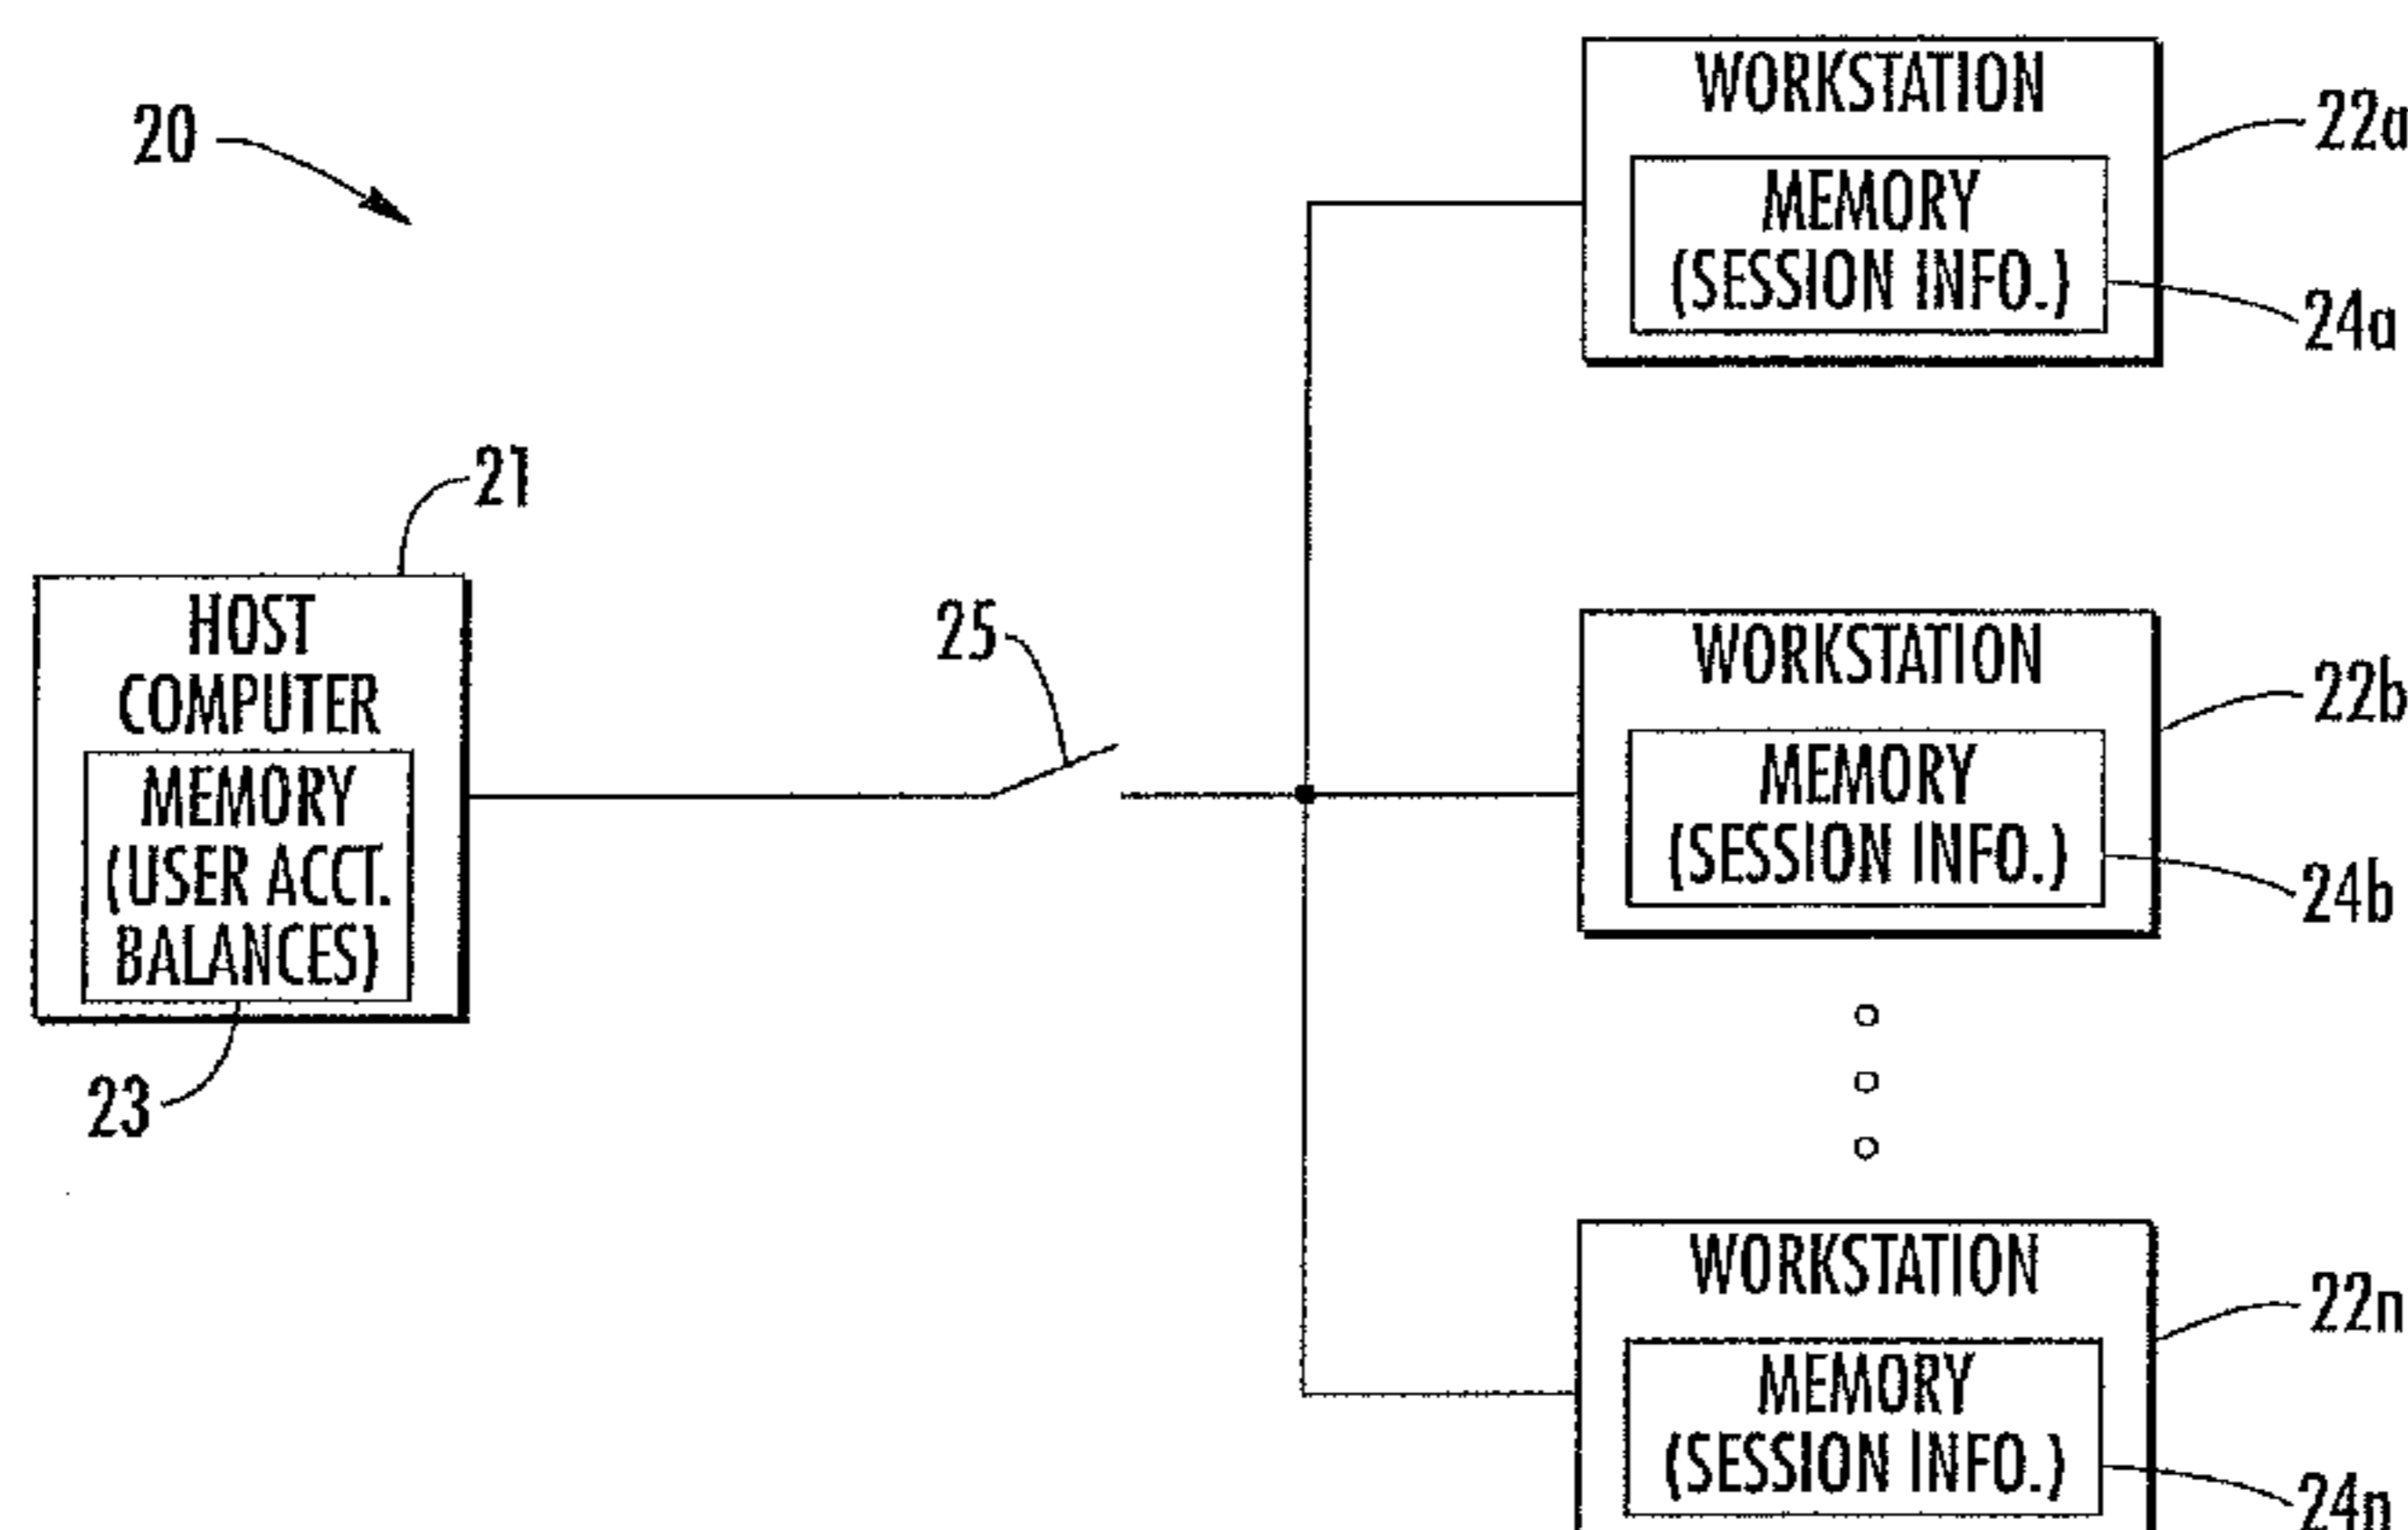 20
WORKSTATION
22a
MEMORY
(SESSION INFO.)
24a
21
HOST
COMPUTER
MEMORY
(USER ACCT.
BALANCES)
23
25
WORKSTATION
22b
MEMORY
(SESSION INFO.)
24b
WORKSTATION
22n
MEMORY
(SESSION INFO.)
24n